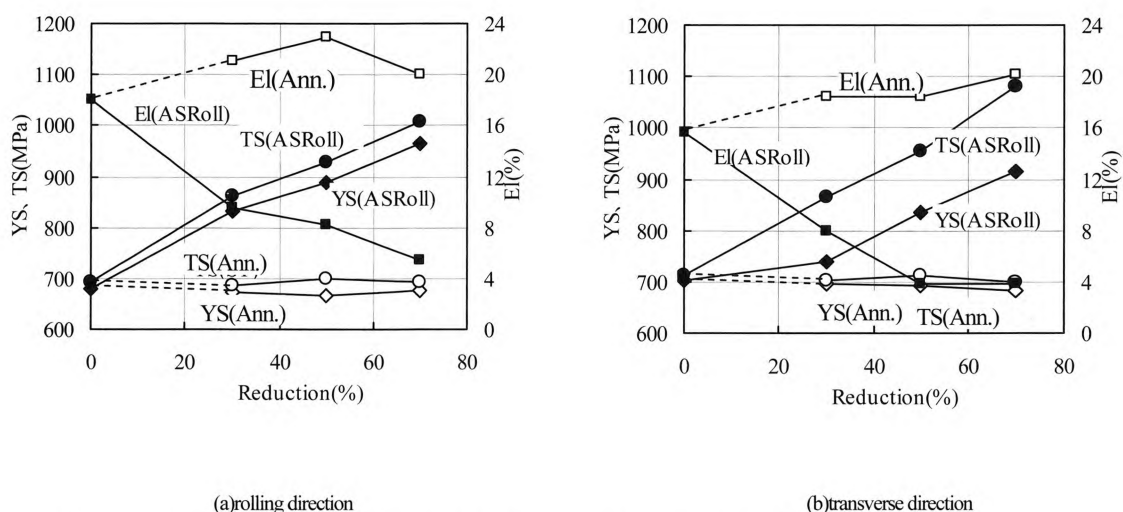 1200
1100
1000
900
800
700
600
YS、TS(MPa)
24
20
16
12
8
4
0
El(%)
El(Ann.)
El(ASRoll)
TS(ASRoll)
YS(ASRoll)
TS(Ann.)
YS(Ann.)
0 20 40 60 80
Reduction(%)
(a)rolling direction
1200
1100
1000
900
800
700
600
YS、TS(MPa)
24
20
16
12
8
4
0
El(%)
El(Ann.)
TS(ASRoll)
El(ASRoll)
YS(ASRoll)
YS(Ann.) TS(Ann.)
0 20 40 60 80
Reduction(%)
(b)transverse direction